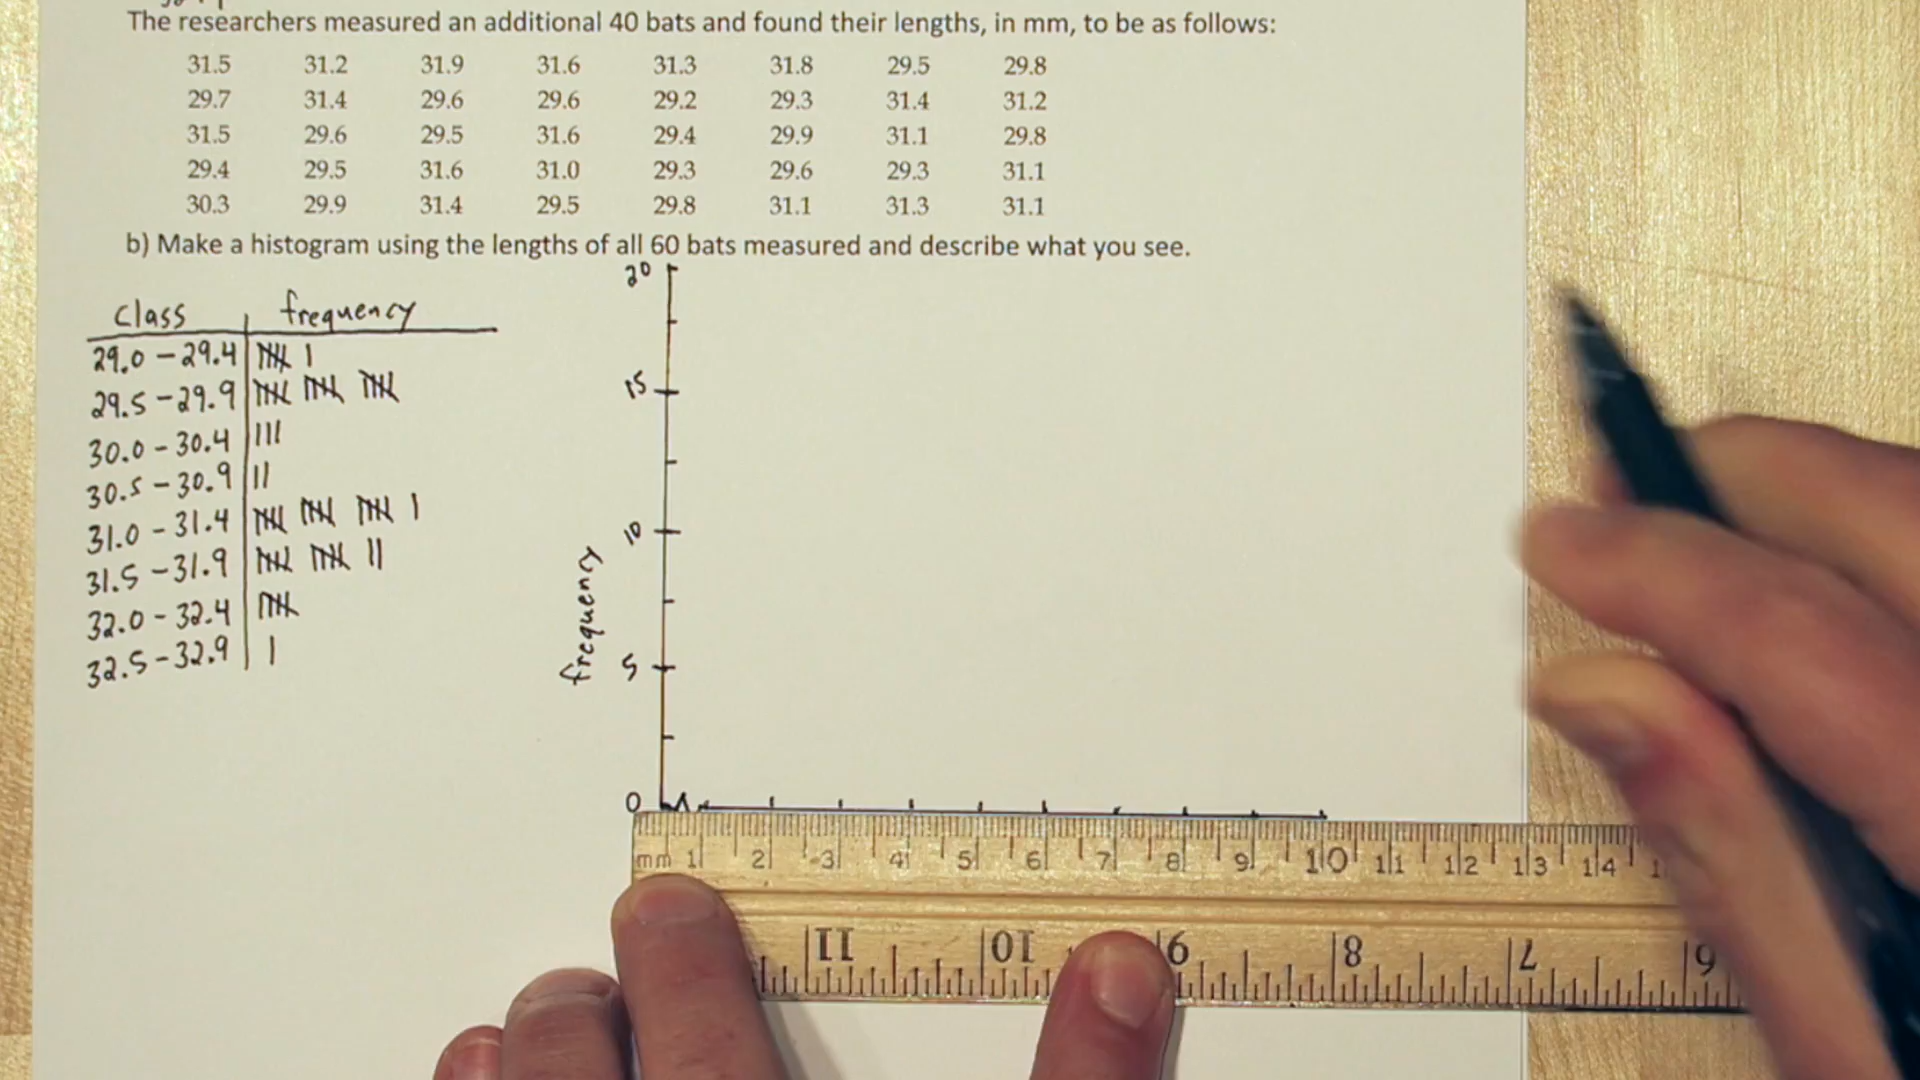 The researchers measured an additional 40 bats and found their lengths, in mm, to be as follows:
31.5 31.2 31.9 31.6 31.3 31.8 29.5 29.8
29.7 31.4 29.6 29.6 29.2 29.3 31.4 31.2
31.5 29.6 29.5 31.6 29.4 29.9 31.1 29.8
29.4 29.5 31.6 31.0 29.3 29.6 29.3 31.1
30.3 29.9 31.4 29.5 29.8 31.1 31.3 31.1
b) Make a histogram using the lengths of all 60 bats measured and describe what you see.
class frequency
29.0 - 29.4
29.5 - 29.9
30.0 - 30.4
30.5 - 30.9
31.0 - 31.4
31.5 - 31.9
32.0 - 32.4
32.5 - 32.9
20
15
10
5
0
frequency
mm 1 2 3 4 5 6 7 8 9 10 11 12 13 14
11 10 9 8 7 6